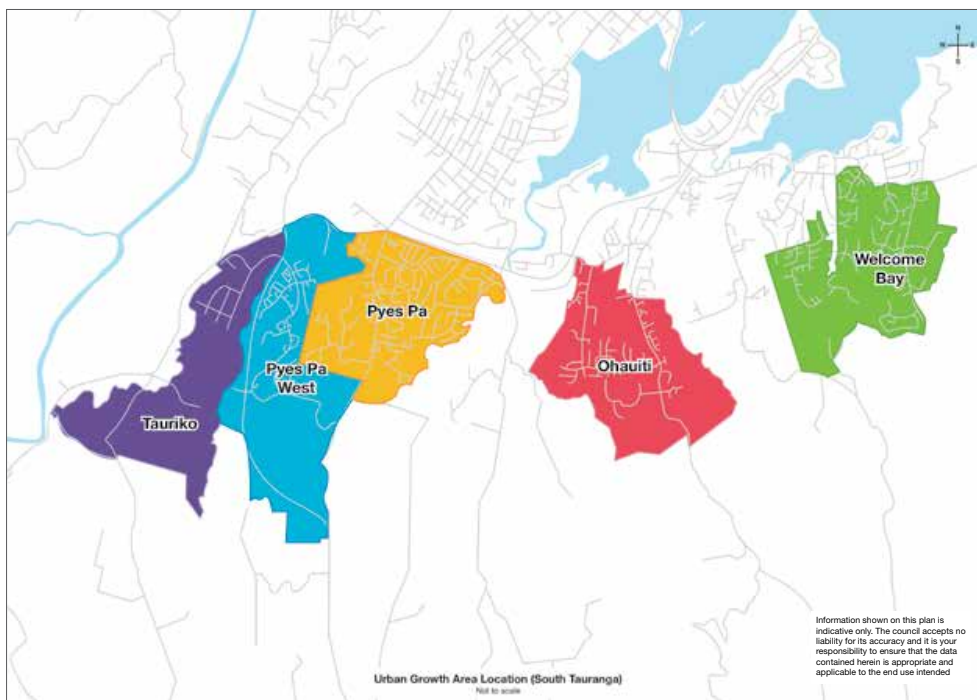 N
S
Welcome
Bay
Pyes Pa
Ohauiti
Pyes Pa
West
Tauriko
Urban Growth Area Location (South Tauranga)
Not to scale
Information shown on this plan is
indicative only. The council accepts no
liability for its accuracy and it is your
responsibility to ensure that the data
contained herein is appropriate and
applicable to the end use intended